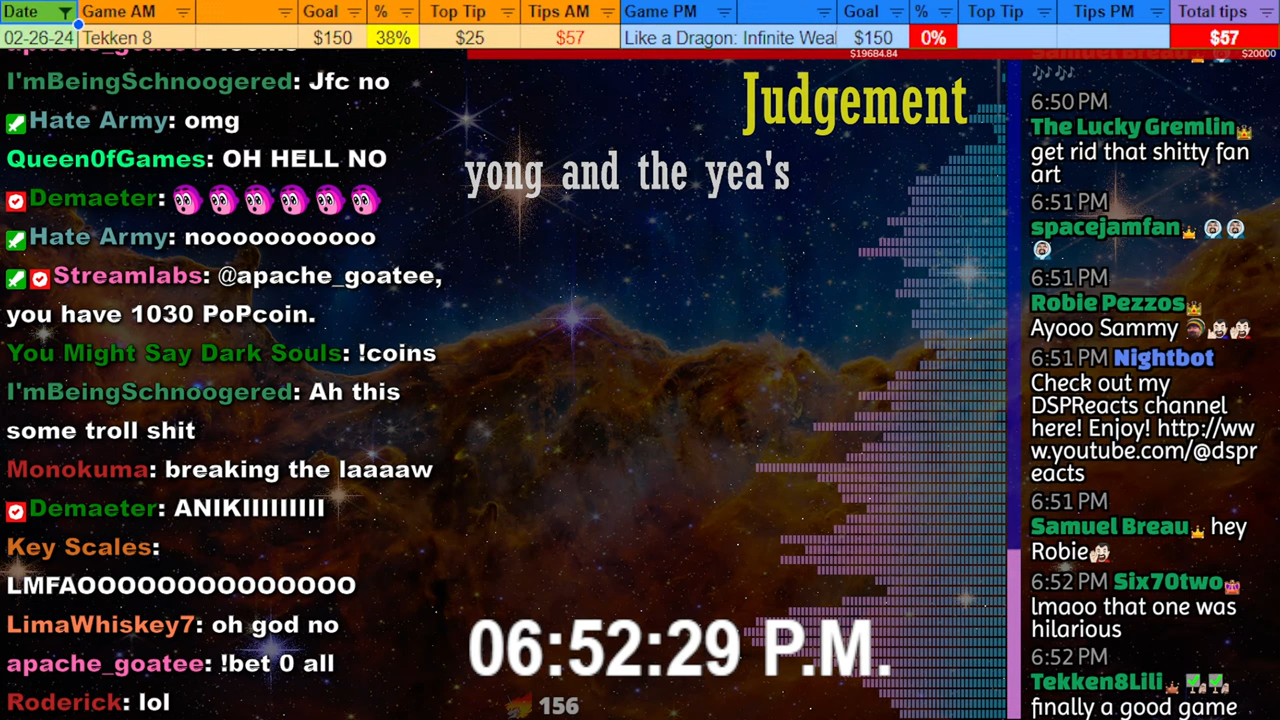 Date Game AM Goal % Top Tip Tips AM Game PM Goal % Top Tip Tips PM Total tips
02-26-24 Tekken 8 $150 38% $25 $57 Like a Dragon: Infinite Weal $150 0% $57
$19684.84 $20000
I'mBeingSchnoogered: Jfc no
Hate Army: omg
Queen0fGames: OH HELL NO
Demaeter:
Hate Army: nooooooooooo
Streamlabs: @apache_goatee,
you have 1030 PoPcoin.
You Might Say Dark Souls: !coins
I'mBeingSchnoogered: Ah this
some troll shit
Monokuma: breaking the laaaaw
Demaeter: ANIKIIIIIIIII
Key Scales:
LMFAOOOOOOOOOOOOOO
LimaWhiskey7: oh god no
apache_goatee: !bet 0 all
Roderick: lol
Judgement
yong and the yea's
06:52:29 P.M.
156
Samuel Breau
6:50 PM
The Lucky Gremlin
get rid that shitty fan
art
6:51 PM
spacejamfan
6:51 PM
Robie Pezzos
Ayooo Sammy
6:51 PM Nightbot
Check out my
DSPReacts channel
here! Enjoy! http://ww
w.youtube.com/@dspr
eacts
6:51 PM
Samuel Breau hey
Robie
6:52 PM Six70two
lmaoo that one was
hilarious
6:52 PM
Tekken8Lili
finally a good game